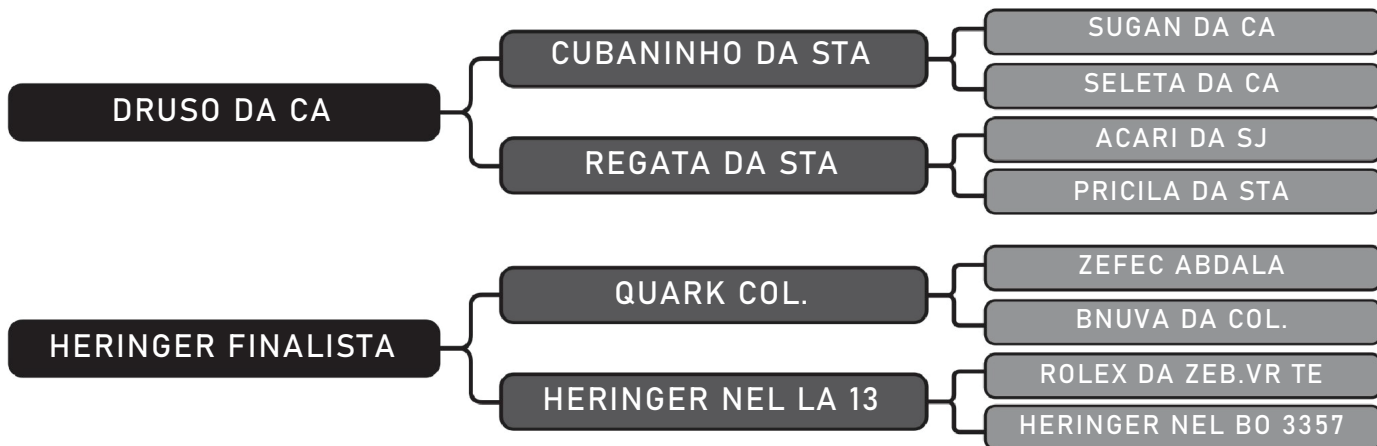 DRUSO DA CA
CUBANINHO DA STA
SUGAN DA CA
SELETA DA CA
REGATA DA STA
ACARI DA SJ
PRICILA DA STA
HERINGER FINALISTA
QUARK COL.
ZEFEC ABDALA
BNUVA DA COL.
HERINGER NEL LA 13
ROLEX DA ZEB.VR TE
HERINGER NEL BO 3357